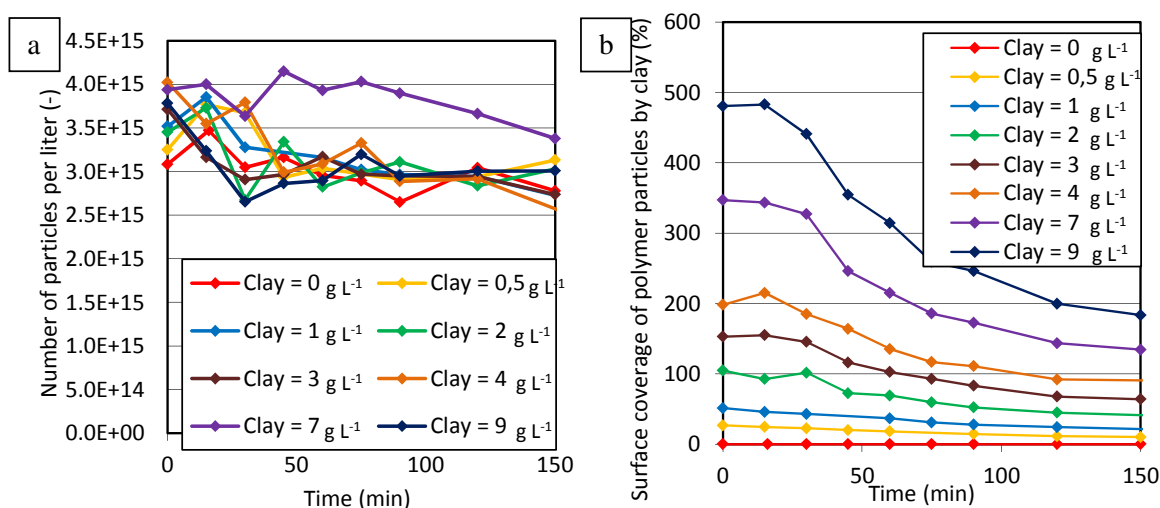 a
Number of particles per liter (-)
4.5E+15
4.0E+15
3.5E+15
3.0E+15
2.5E+15
2.0E+15
1.5E+15
1.0E+15
5.0E+14
0.0E+00
Clay = 0 g L-1
Clay = 0,5 g L-1
Clay = 1 g L-1
Clay = 2 g L-1
Clay = 3 g L-1
Clay = 4 g L-1
Clay = 7 g L-1
Clay = 9 g L-1
0 50 100 150
Time (min)
b
Surface coverage of polymer particles by clay (%)
600
500
400
300
200
100
0
Clay = 0 g L-1
Clay = 0,5 g L-1
Clay = 1 g L-1
Clay = 2 g L-1
Clay = 3 g L-1
Clay = 4 g L-1
Clay = 7 g L-1
Clay = 9 g L-1
0 50 100 150
Time (min)